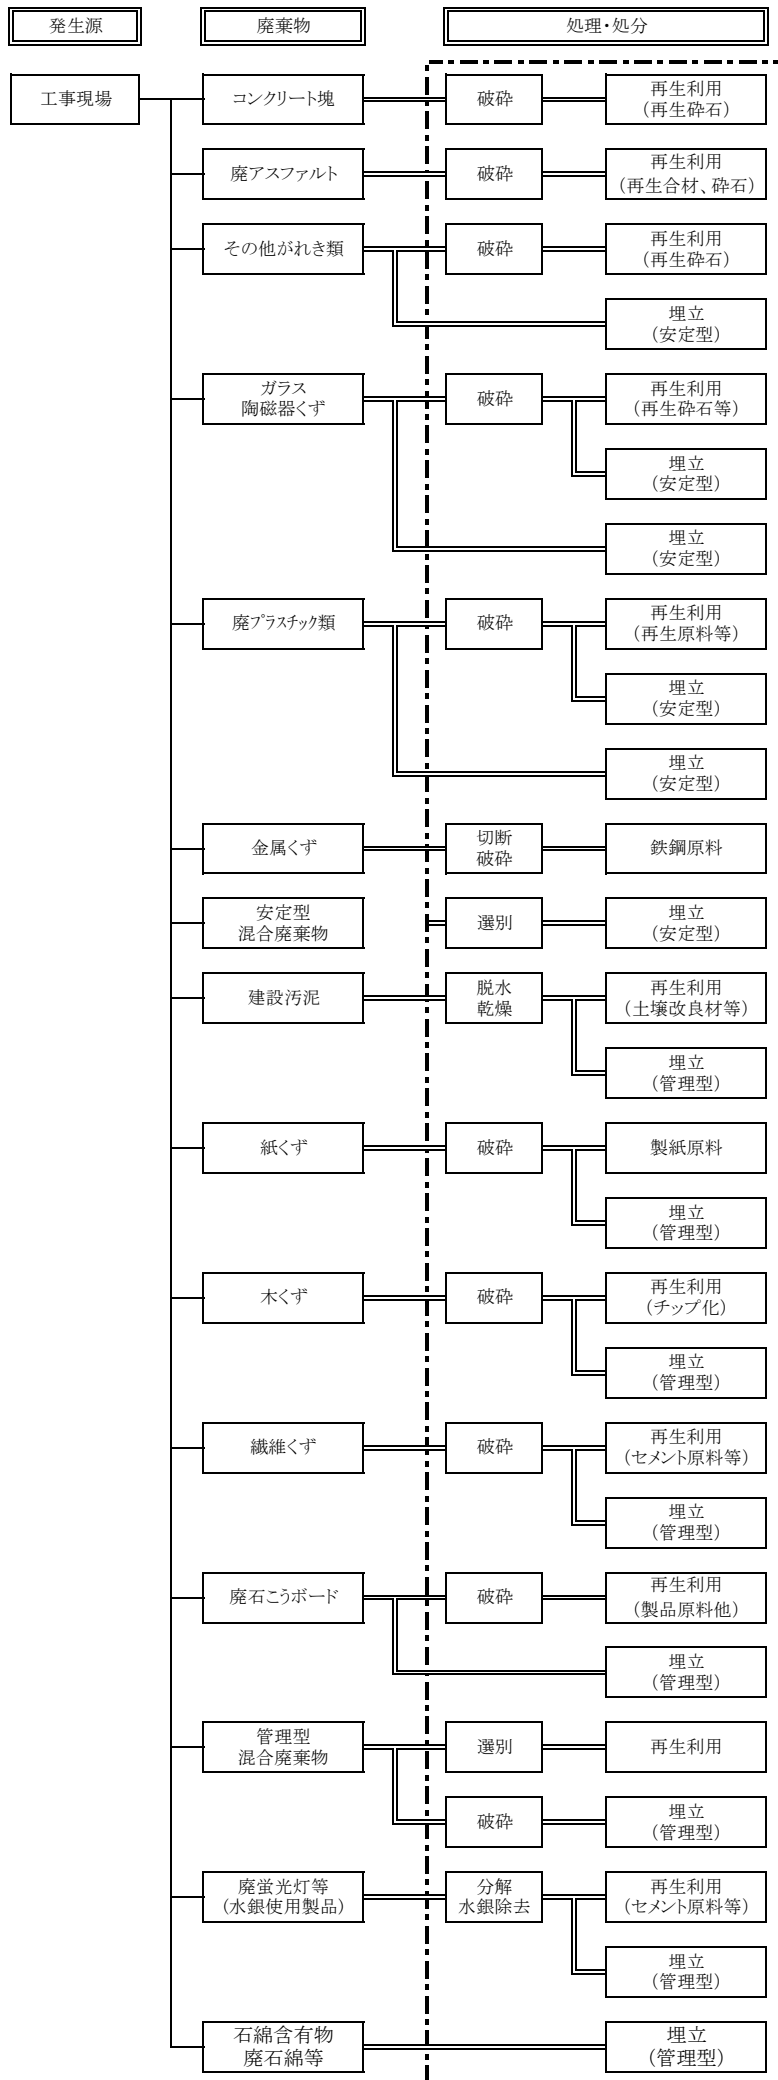 発生源
廃棄物
処理・処分
工事現場
コンクリート塊
破砕
再生利用
(再生砕石)
廃アスファルト
破砕
再生利用
(再生合材、砕石)
その他がれき類
破砕
再生利用
(再生砕石)
埋立
(安定型)
ガラス
陶磁器くず
破砕
再生利用
(再生砕石等)
埋立
(安定型)
埋立
(安定型)
廃プラスチック類
破砕
再生利用
(再生原料等)
埋立
(安定型)
埋立
(安定型)
金属くず
切断
破砕
鉄鋼原料
安定型
混合廃棄物
選別
埋立
(安定型)
建設汚泥
脱水
乾燥
再生利用
(土壌改良材等)
埋立
(管理型)
紙くず
破砕
製紙原料
埋立
(管理型)
木くず
破砕
再生利用
(チップ化)
埋立
(管理型)
繊維くず
破砕
再生利用
(セメント原料等)
埋立
(管理型)
廃石こうボード
破砕
再生利用
(製品原料他)
埋立
(管理型)
管理型
混合廃棄物
選別
再生利用
破砕
埋立
(管理型)
廃蛍光灯等
(水銀使用製品)
分解
水銀除去
再生利用
(セメント原料等)
埋立
(管理型)
石綿含有物
廃石綿等
埋立
(管理型)